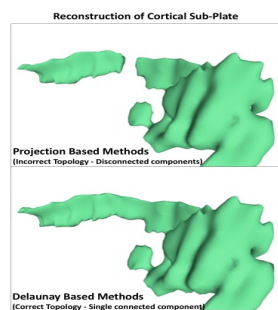 Reconstruction of Cortical Sub-Plate
Projection Based Methods
(Incorrect Topology - Disconnected components)
Delaunay Based Methods
(Correct Topology - Single connected component)